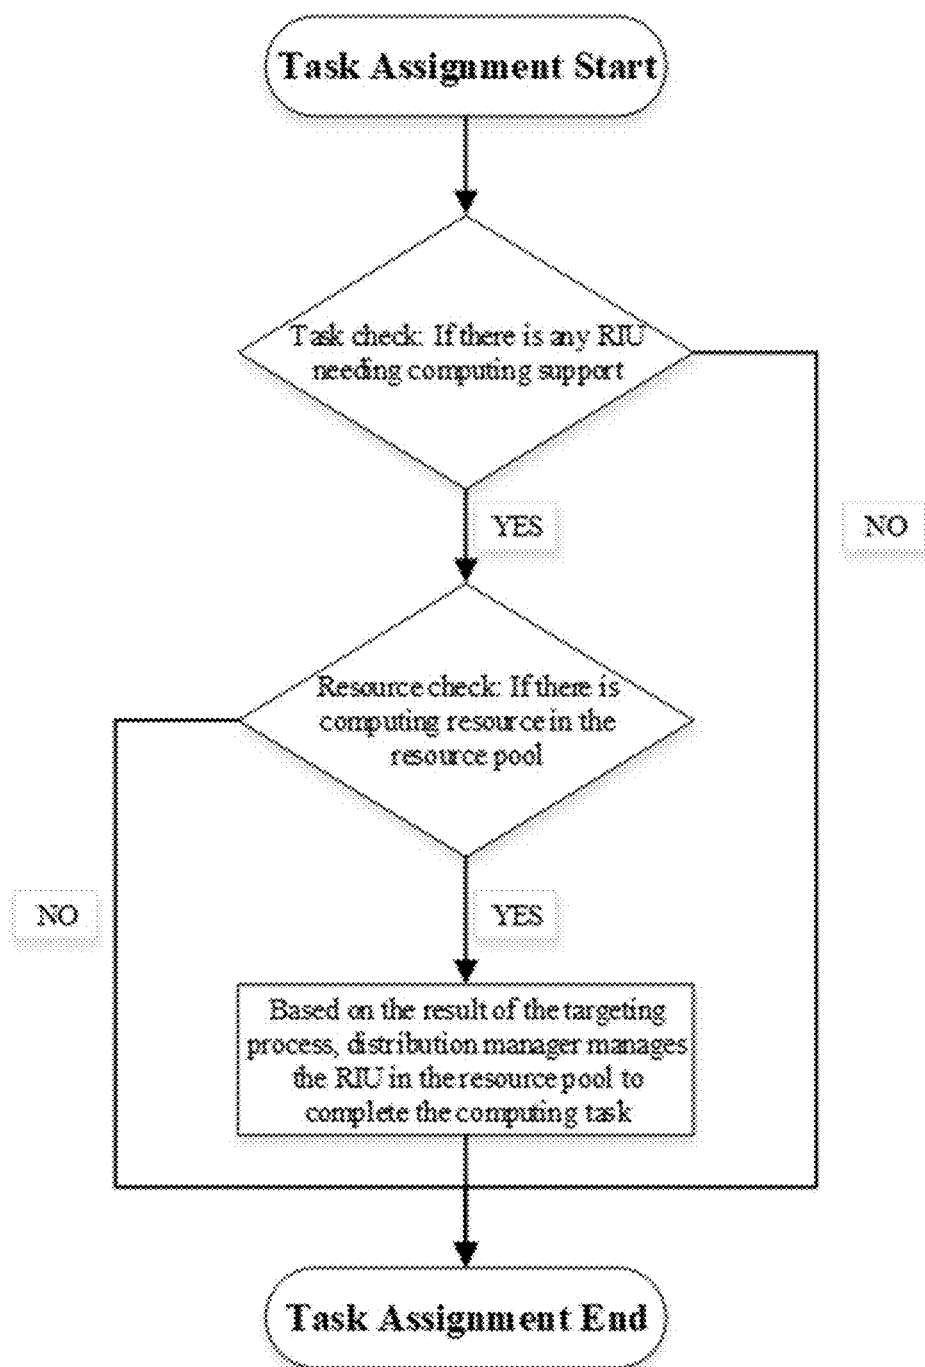 Task Assignment Start
Task check: If there is any RIU
needing computing support
YES
NO
Resource check: If there is
computing resource in the
resource pool
NO
YES
Based on the result of the targeting
process, distribution manager manages
the RIU in the resource pool to
complete the computing task
Task Assignment End